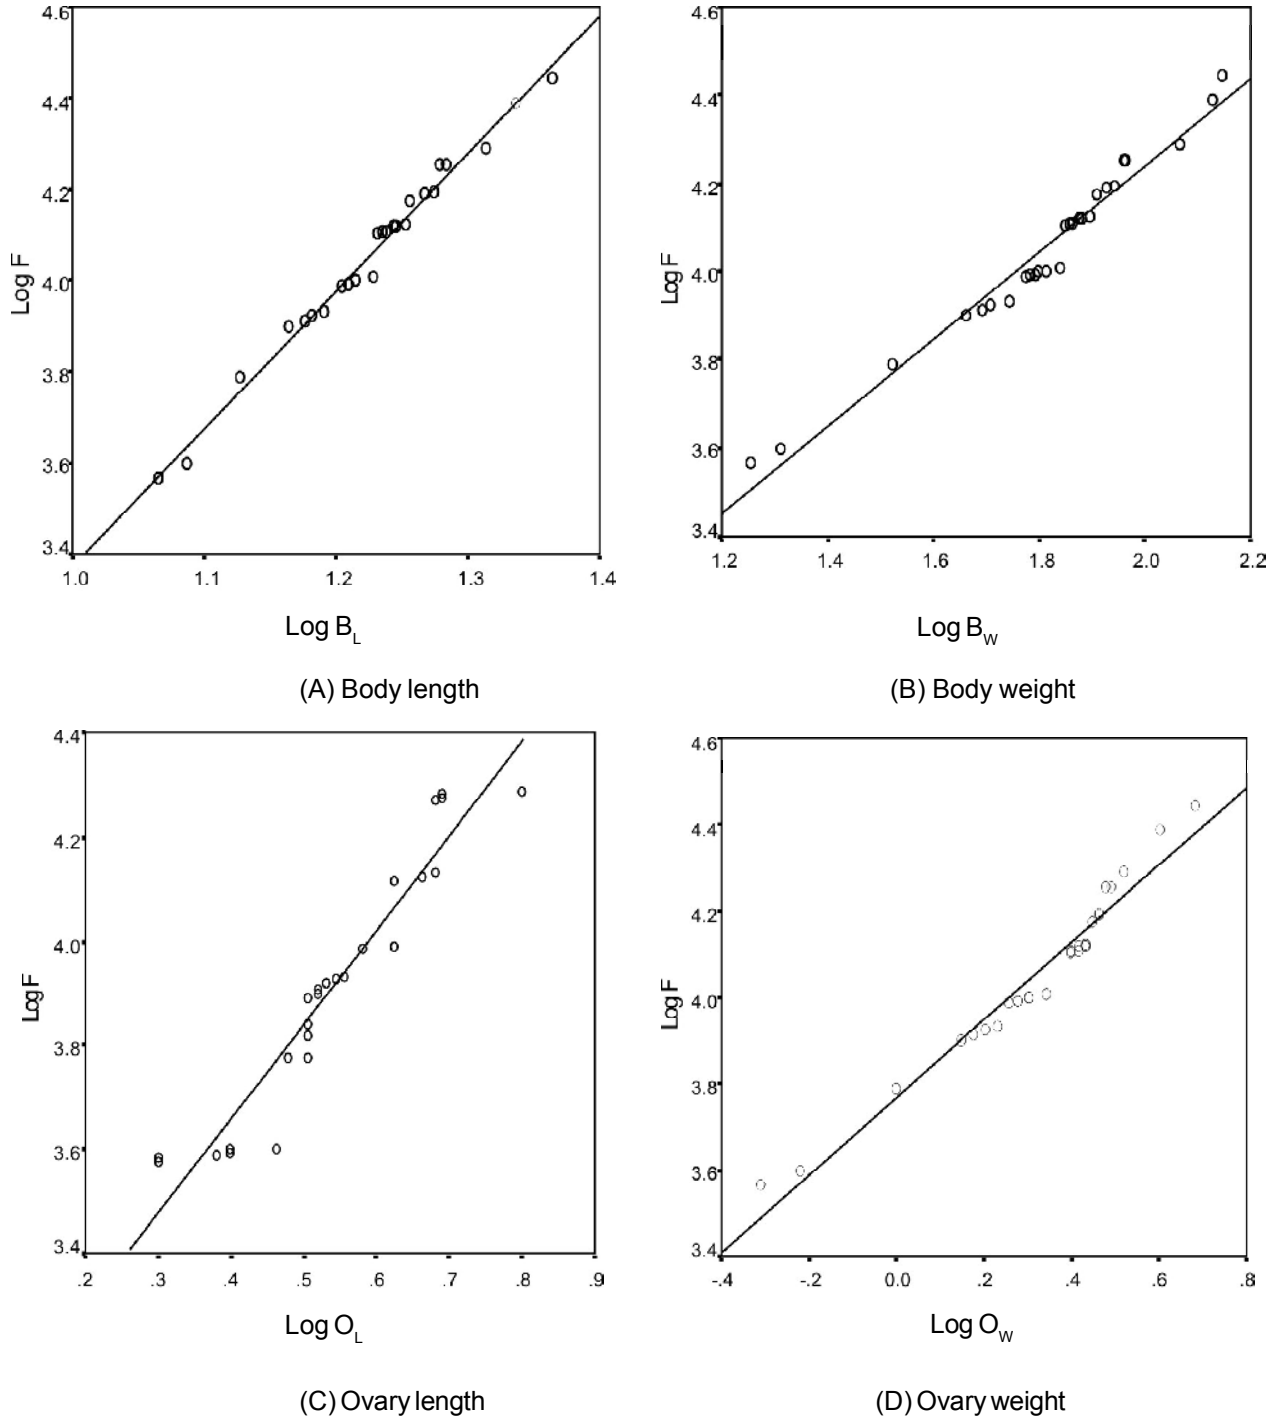 4.6
4.4
4.2
4.0
3.8
3.6
3.4
Log F
1.0 1.1 1.2 1.3 1.4
Log B_L
(A) Body length
4.6
4.4
4.2
4.0
3.8
3.6
3.4
Log F
1.2 1.4 1.6 1.8 2.0 2.2
Log B_W
(B) Body weight
4.4
4.2
4.0
3.8
3.6
3.4
Log F
.2 .3 .4 .5 .6 .7 .8 .9
Log O_L
(C) Ovary length
4.6
4.4
4.2
4.0
3.8
3.6
3.4
Log F
-.4 -.2 0.0 .2 .4 .6 .8
Log O_W
(D) Ovary weight